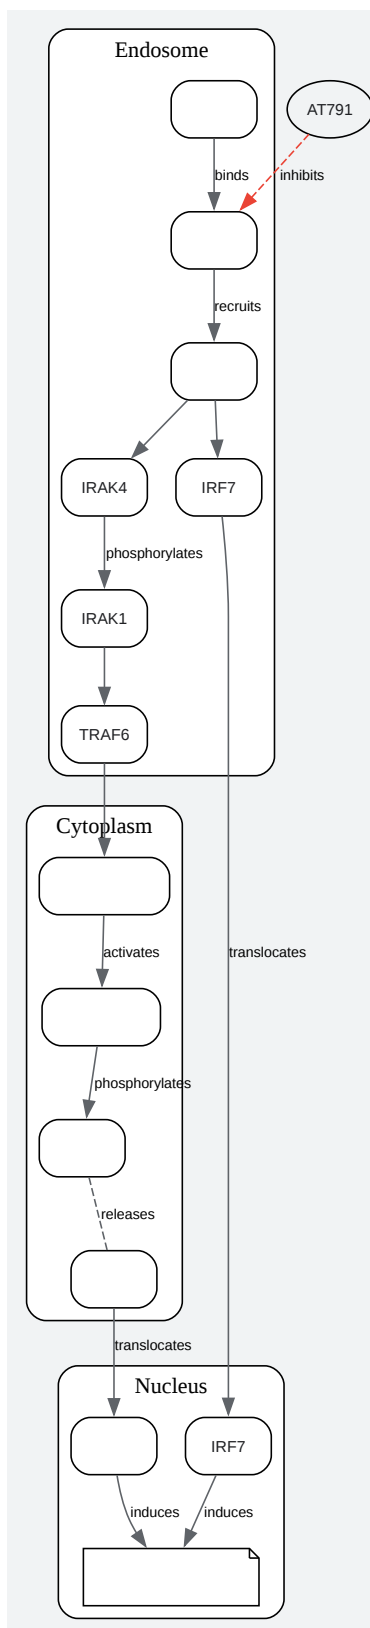 Endosome
AT791
binds
inhibits
recruits
IRAK4
IRF7
phosphorylates
IRAK1
TRAF6
Cytoplasm
activates
translocates
phosphorylates
releases
translocates
Nucleus
IRF7
induces
induces